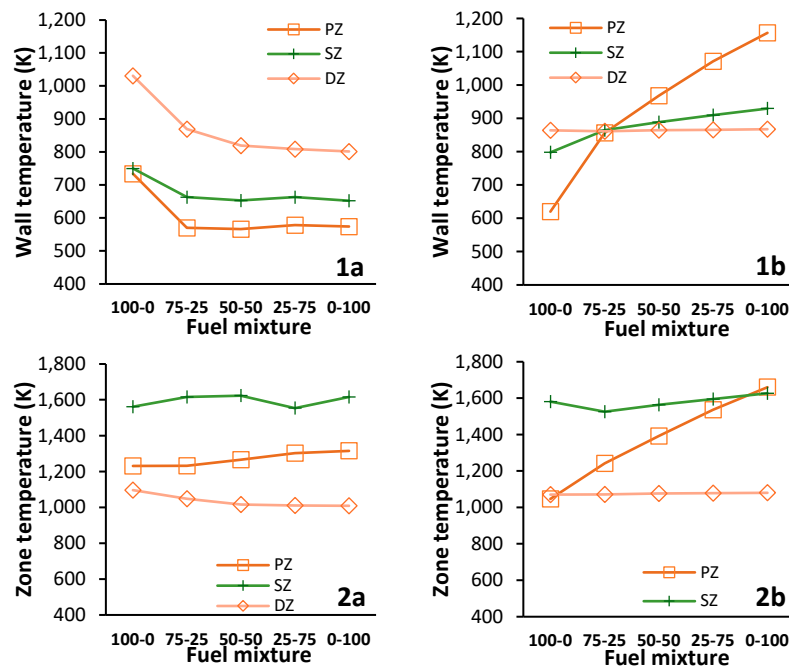 Wall temperature (K)
1,200
1,100
1,000
900
800
700
600
500
400
PZ
SZ
DZ
1a
100-0 75-25 50-50 25-75 0-100
Fuel mixture
Wall temperature (K)
1,200
1,100
1,000
900
800
700
600
500
400
PZ
SZ
DZ
1b
100-0 75-25 50-50 25-75 0-100
Fuel mixture
Zone temperature (K)
1,800
1,600
1,400
1,200
1,000
800
600
400
PZ
SZ
DZ
2a
100-0 75-25 50-50 25-75 0-100
Fuel mixture
Zone temperature (K)
1,800
1,600
1,400
1,200
1,000
800
600
400
PZ
SZ
2b
100-0 75-25 50-50 25-75 0-100
Fuel mixture